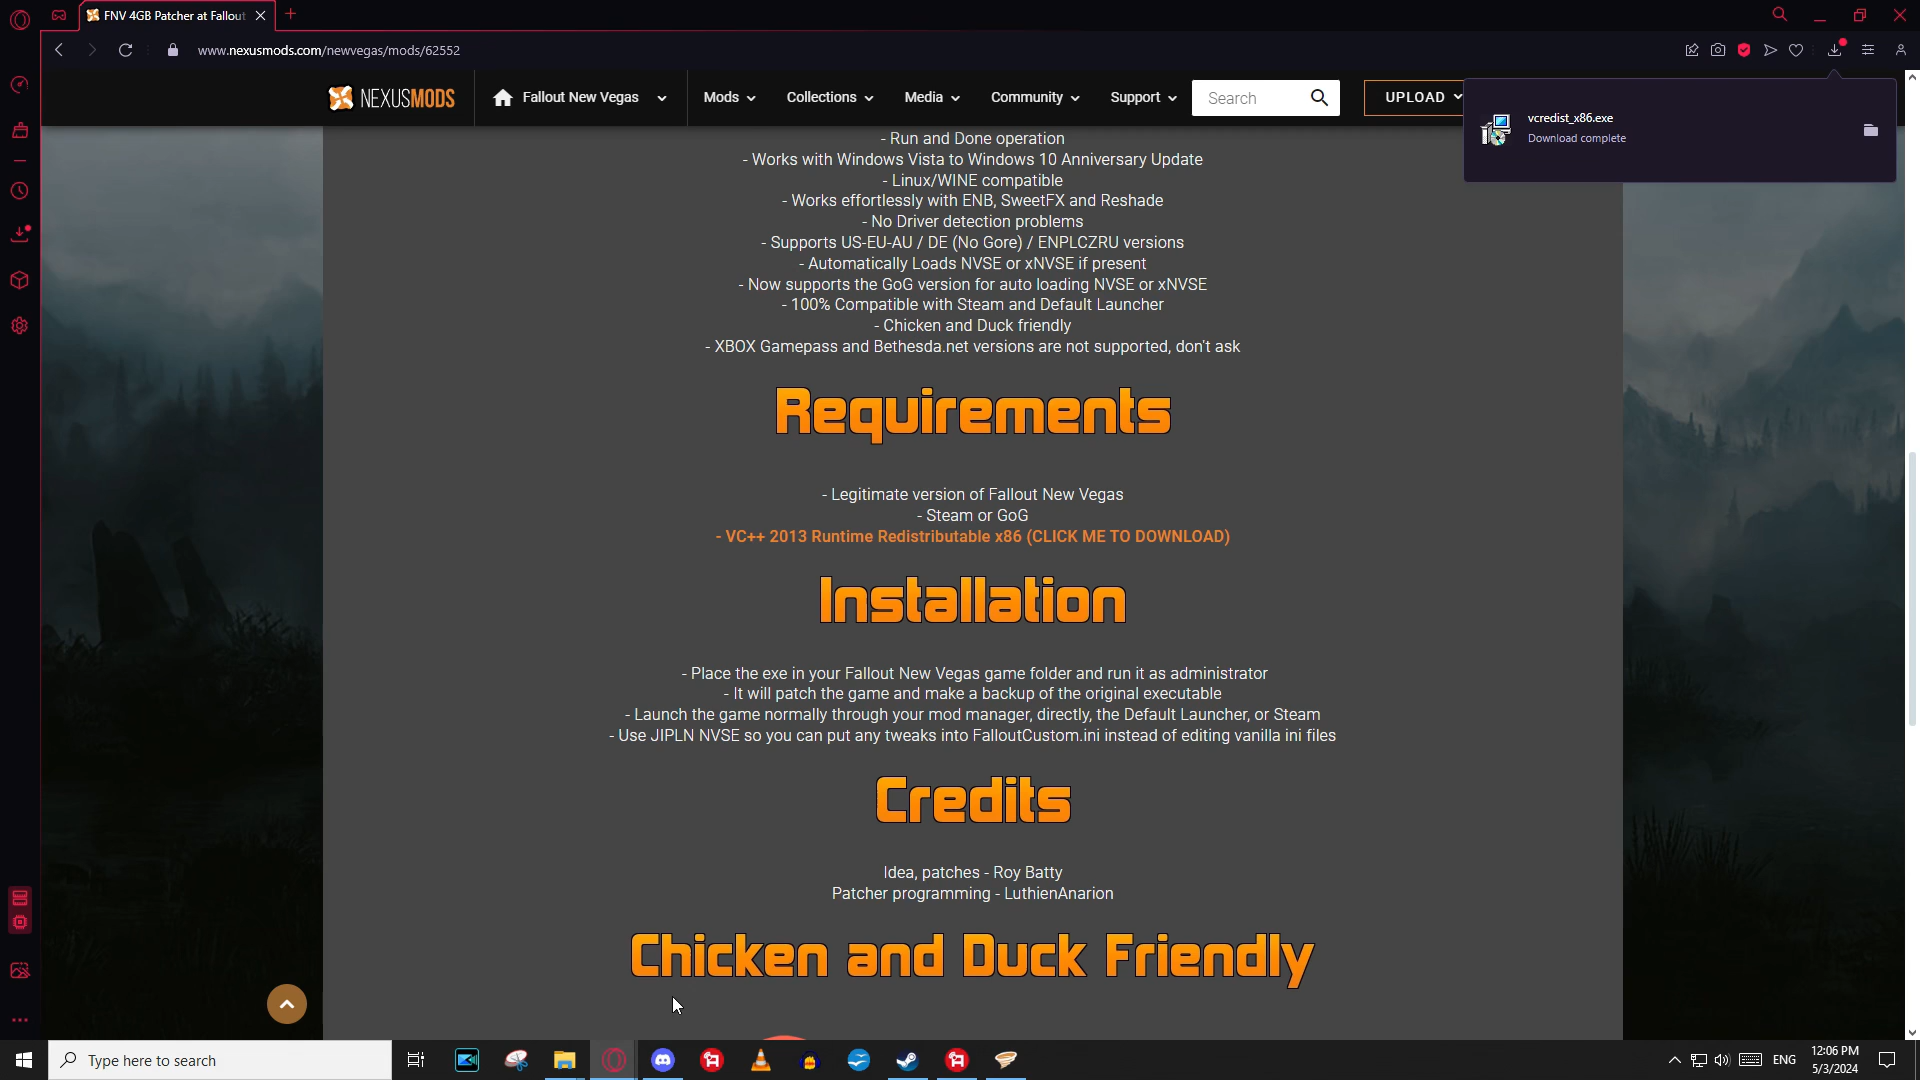 FNV 4GB Patcher at Fallout
www.nexusmods.com/newvegas/mods/62552
NEXUSMODS
Fallout New Vegas
Mods
Collections
Media
Community
Support
Search
UPLOAD
vcredist_x86.exe
Download complete
- Run and Done operation
- Works with Windows Vista to Windows 10 Anniversary Update
- Linux/WINE compatible
- Works effortlessly with ENB, SweetFX and Reshade
- No Driver detection problems
- Supports US-EU-AU / DE (No Gore) / ENPLCZRU versions
- Automatically Loads NVSE or xNVSE if present
- Now supports the GoG version for auto loading NVSE or xNVSE
- 100% Compatible with Steam and Default Launcher
- Chicken and Duck friendly
- XBOX Gamepass and Bethesda.net versions are not supported, don't ask
Requirements
- Legitimate version of Fallout New Vegas
- Steam or GoG
- VC++ 2013 Runtime Redistributable x86 (CLICK ME TO DOWNLOAD)
Installation
- Place the exe in your Fallout New Vegas game folder and run it as administrator
- It will patch the game and make a backup of the original executable
- Launch the game normally through your mod manager, directly, the Default Launcher, or Steam
- Use JIPLN NVSE so you can put any tweaks into FalloutCustom.ini instead of editing vanilla ini files
Credits
Idea, patches - Roy Batty
Patcher programming - LuthienAnarion
Chicken and Duck Friendly
Type here to search
ENG
12:06 PM
5/3/2024